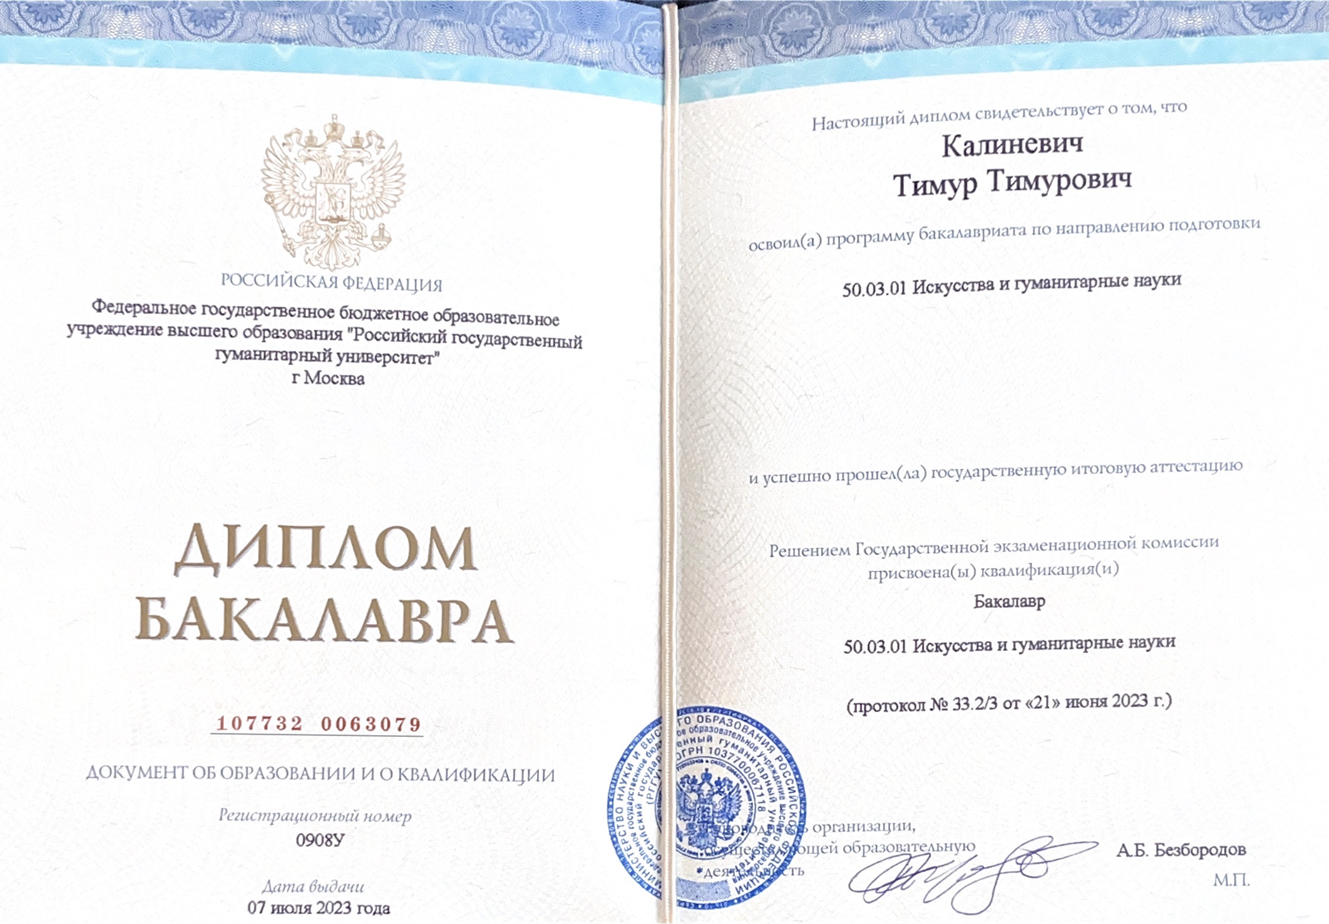 РОССИЙСКАЯ ФЕДЕРАЦИЯ
Федеральное государственное бюджетное образовательное
учреждение высшего образования "Российский государственный
гуманитарный университет"
г Москва
ДИПЛОМ
БАКАЛАВРА
107732 0063079
ДОКУМЕНТ ОБ ОБРАЗОВАНИИ И О КВАЛИФИКАЦИИ
Регистрационный номер
0908У
Дата выдачи
07 июля 2023 года
Настоящий диплом свидетельствует о том, что
Калиневич
Тимур Тимурович
освоил(а) программу бакалавриата по направлению подготовки
50.03.01 Искусства и гуманитарные науки
и успешно прошел(ла) государственную итоговую аттестацию
Решением Государственной экзаменационной комиссии
присвоена(ы) квалификация(и)
Бакалавр
50.03.01 Искусства и гуманитарные науки
(протокол № 33.2/3 от «21» июня 2023 г.)
организации,
образовательную
деятельность
А.Б. Безбородов
М.П.
ОГРН 1037700067118